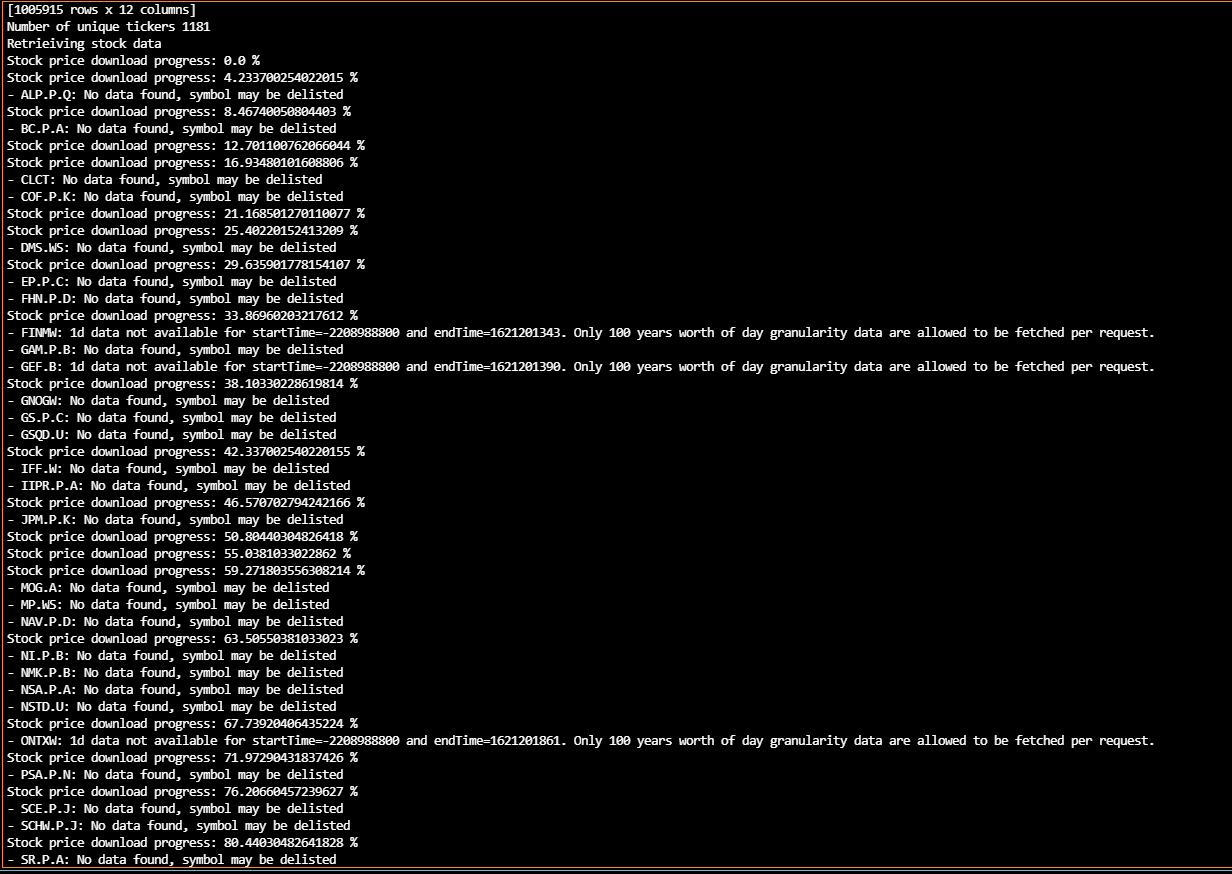 [1005915 rows x 12 columns]
Number of unique tickers 1181
Retrieiving stock data
Stock price download progress: 0.0 %
Stock price download progress: 4.233700254022015 %
- ALP.P.Q: No data found, symbol may be delisted
Stock price download progress: 8.46740050804403 %
- BC.P.A: No data found, symbol may be delisted
Stock price download progress: 12.701100762066044 %
Stock price download progress: 16.93480101608806 %
- CLCT: No data found, symbol may be delisted
- COF.P.K: No data found, symbol may be delisted
Stock price download progress: 21.168501270110077 %
Stock price download progress: 25.40220152413209 %
- DMS.WS: No data found, symbol may be delisted
Stock price download progress: 29.635901778154107 %
- EP.P.C: No data found, symbol may be delisted
- FHN.P.D: No data found, symbol may be delisted
Stock price download progress: 33.86960203217612 %
- FINMW: 1d data not available for startTime=-2208988800 and endTime=1621201343. Only 100 years worth of day granularity data are allowed to be fetched per request.
- GAM.P.B: No data found, symbol may be delisted
- GEF.B: 1d data not available for startTime=-2208988800 and endTime=1621201390. Only 100 years worth of day granularity data are allowed to be fetched per request.
Stock price download progress: 38.10330228619814 %
- GNOGW: No data found, symbol may be delisted
- GS.P.C: No data found, symbol may be delisted
- GSQD.U: No data found, symbol may be delisted
Stock price download progress: 42.337002540220155 %
- IFF.W: No data found, symbol may be delisted
- IIPR.P.A: No data found, symbol may be delisted
Stock price download progress: 46.570702794242166 %
- JPM.P.K: No data found, symbol may be delisted
Stock price download progress: 50.80440304826418 %
Stock price download progress: 55.0381033022862 %
Stock price download progress: 59.271803556308214 %
- MOG.A: No data found, symbol may be delisted
- MP.WS: No data found, symbol may be delisted
- NAV.P.D: No data found, symbol may be delisted
Stock price download progress: 63.50550381033023 %
- NI.P.B: No data found, symbol may be delisted
- NMK.P.B: No data found, symbol may be delisted
- NSA.P.A: No data found, symbol may be delisted
- NSTD.U: No data found, symbol may be delisted
Stock price download progress: 67.73920406435224 %
- ONTXW: 1d data not available for startTime=-2208988800 and endTime=1621201861. Only 100 years worth of day granularity data are allowed to be fetched per request.
Stock price download progress: 71.97290431837426 %
- PSA.P.N: No data found, symbol may be delisted
Stock price download progress: 76.20660457239627 %
- SCE.P.J: No data found, symbol may be delisted
- SCHW.P.J: No data found, symbol may be delisted
Stock price download progress: 80.44030482641828 %
- SR.P.A: No data found, symbol may be delisted